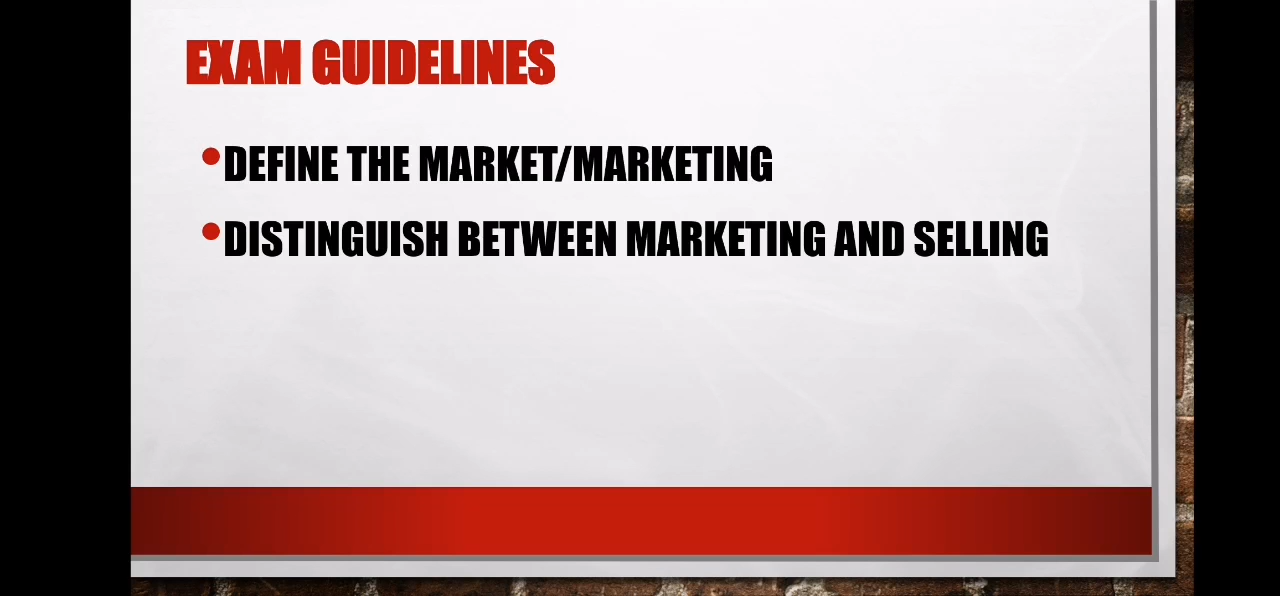 EXAM GUIDELINES
•DEFINE THE MARKET/MARKETING
•DISTINGUISH BETWEEN MARKETING AND SELLING